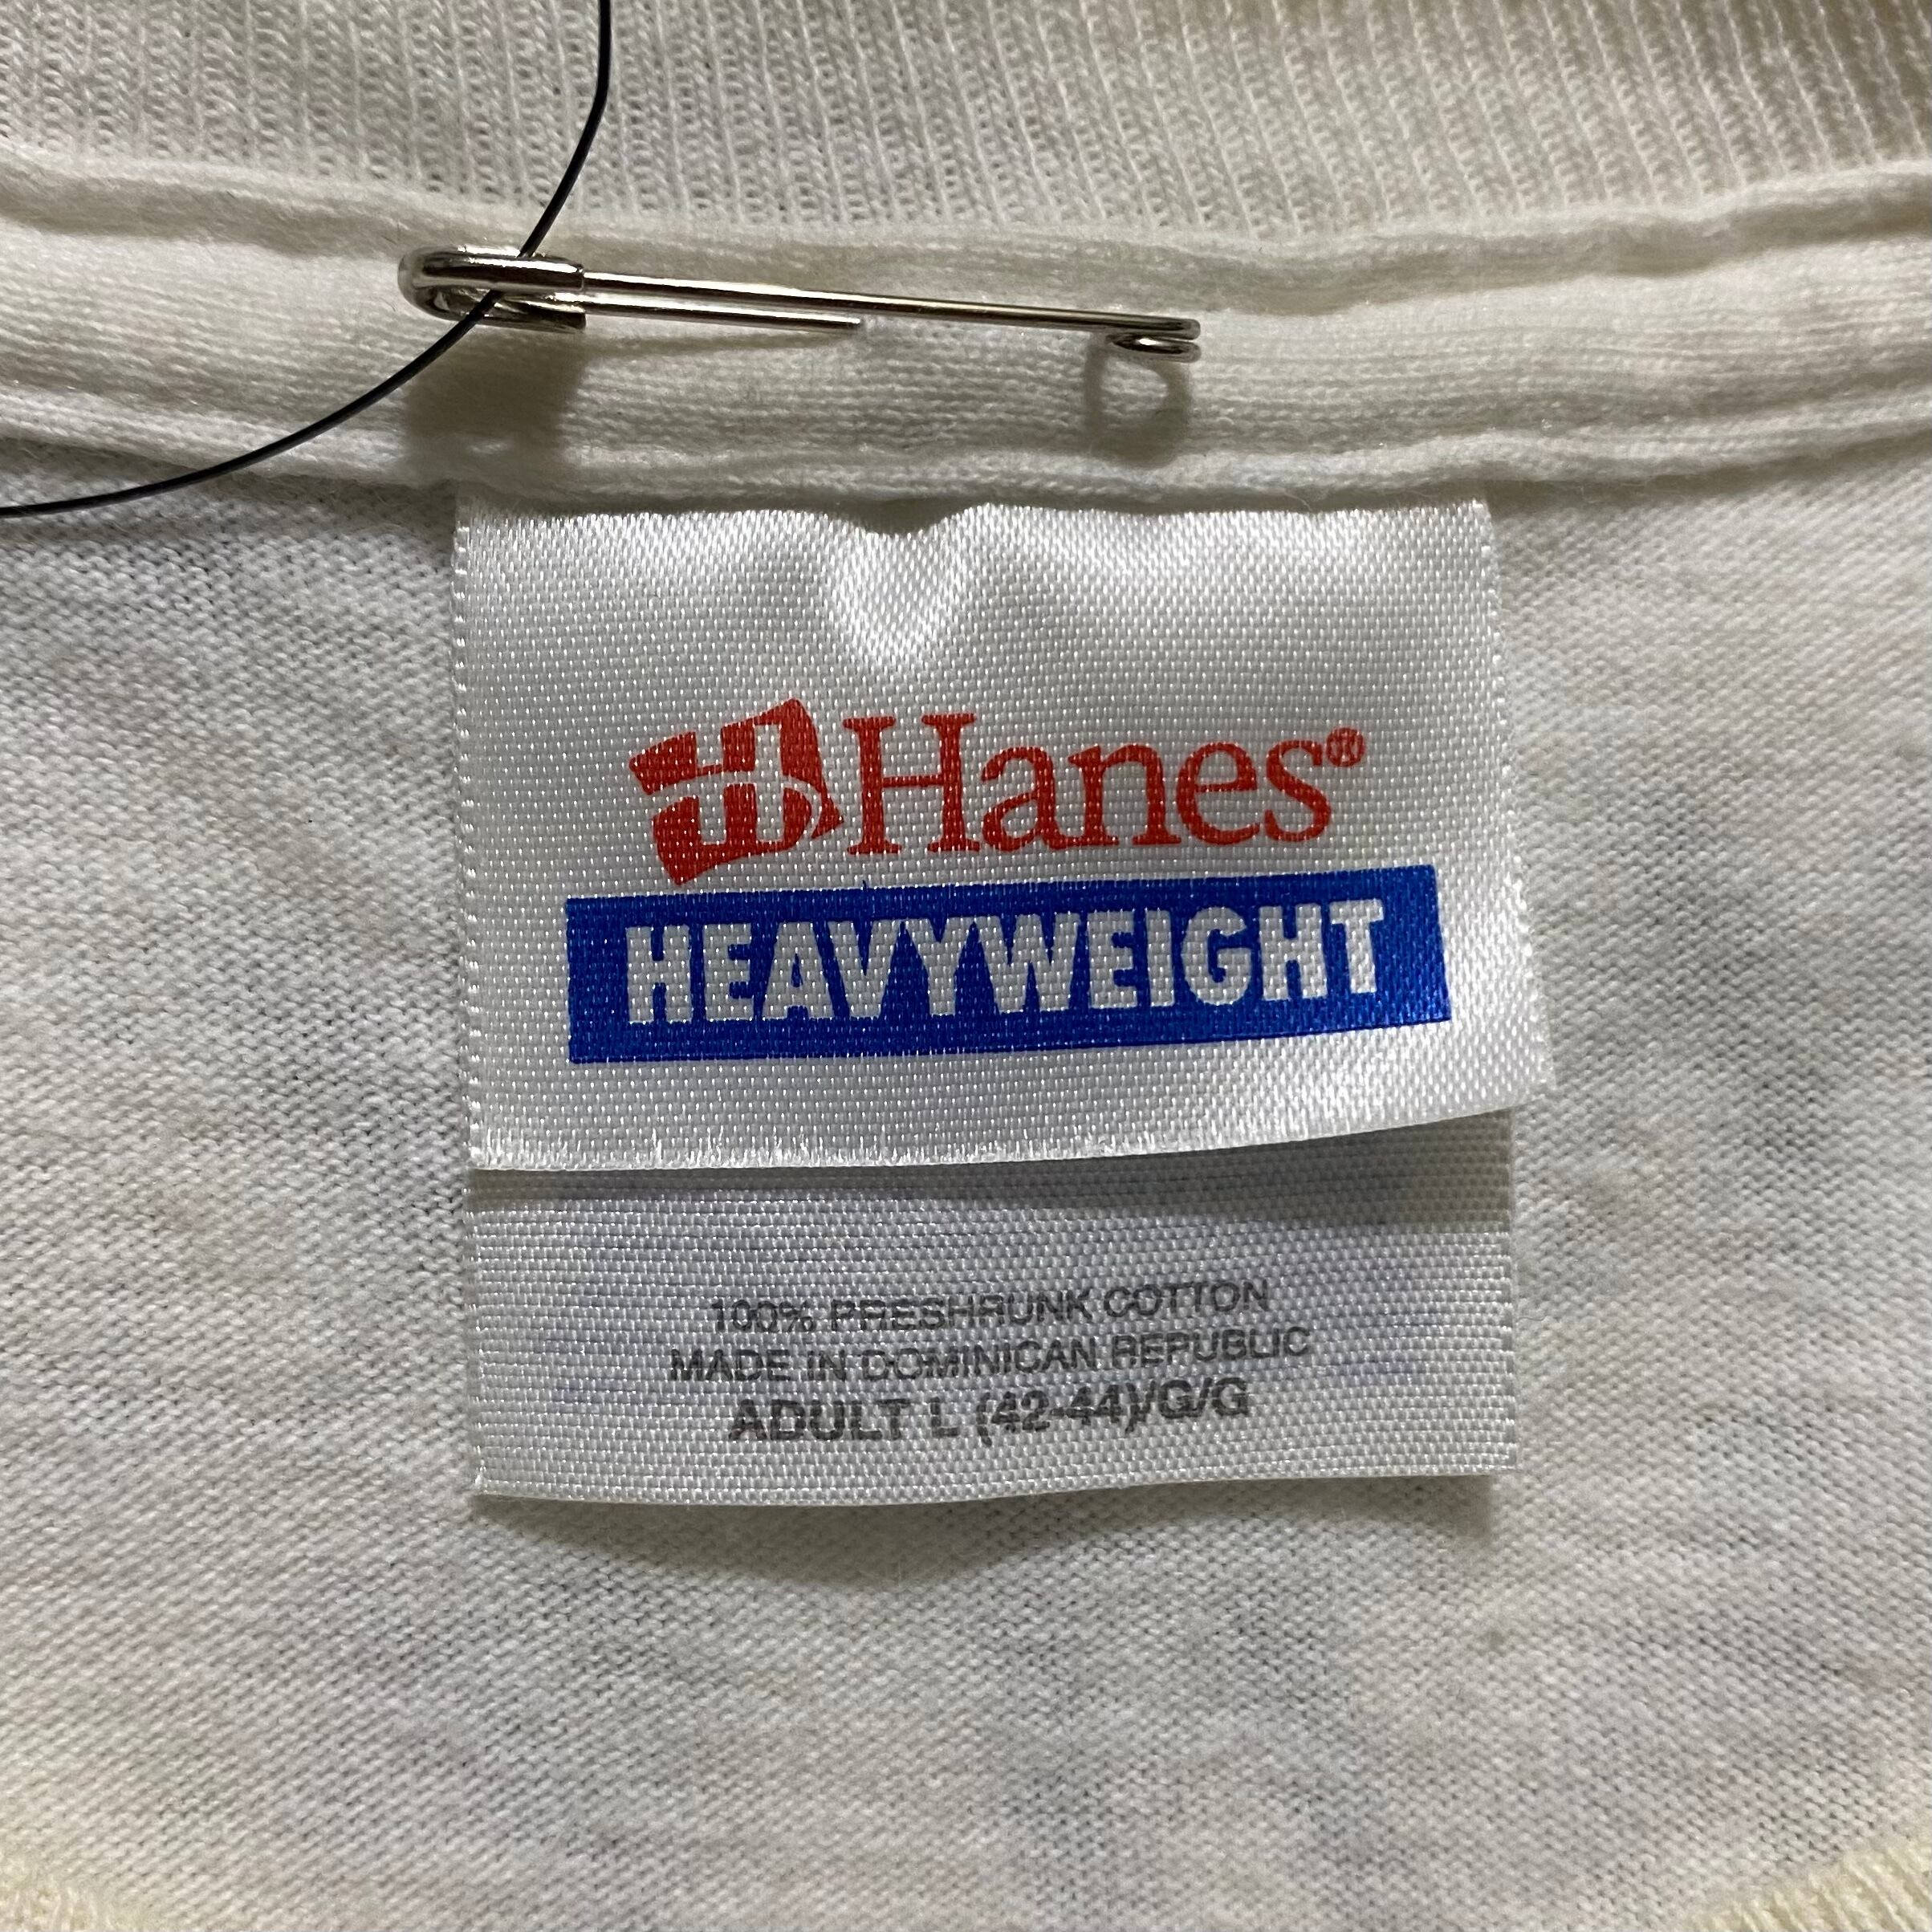 Hanes®
HEAVYWEIGHT
100% PRESHRUNK COTTON
MADE IN DOMINICAN REPUBLIC
ADULT L (42-44)/G/G